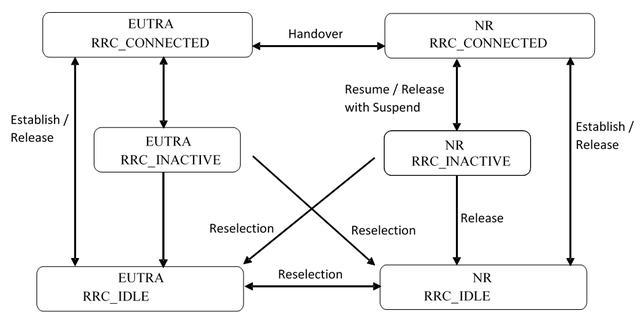 EUTRA
RRC_CONNECTED
Handover
NR
RRC_CONNECTED
Establish /
Release
Resume / Release
with Suspend
Establish /
Release
EUTRA
RRC_INACTIVE
NR
RRC_INACTIVE
Reselection
Reselection
Release
EUTRA
RRC_IDLE
Reselection
NR
RRC_IDLE